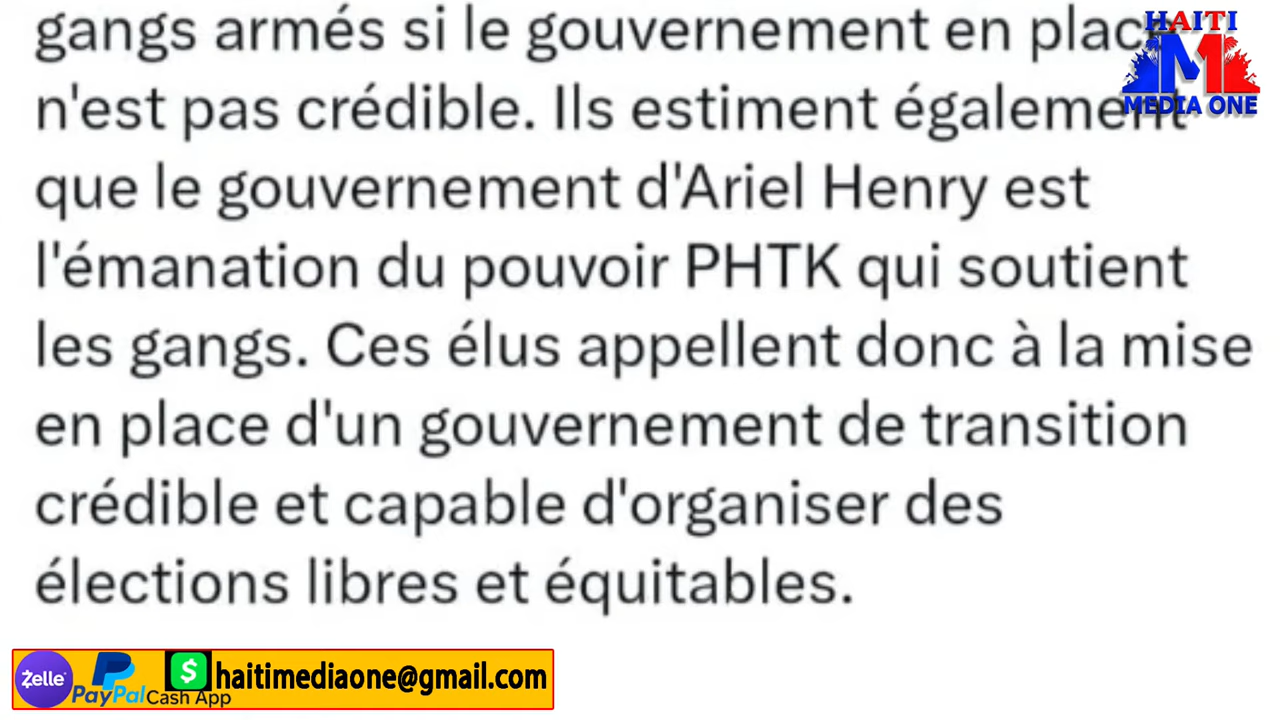 gangs armés si le gouvernement en place
n'est pas crédible. Ils estiment également
que le gouvernement d'Ariel Henry est
l'émanation du pouvoir PHTK qui soutient
les gangs. Ces élus appellent donc à la mise
en place d'un gouvernement de transition
crédible et capable d'organiser des
élections libres et équitables.
HAITI
M1
MEDIA ONE
Zelle
PayPal
$
Cash App
haitimediaone@gmail.com